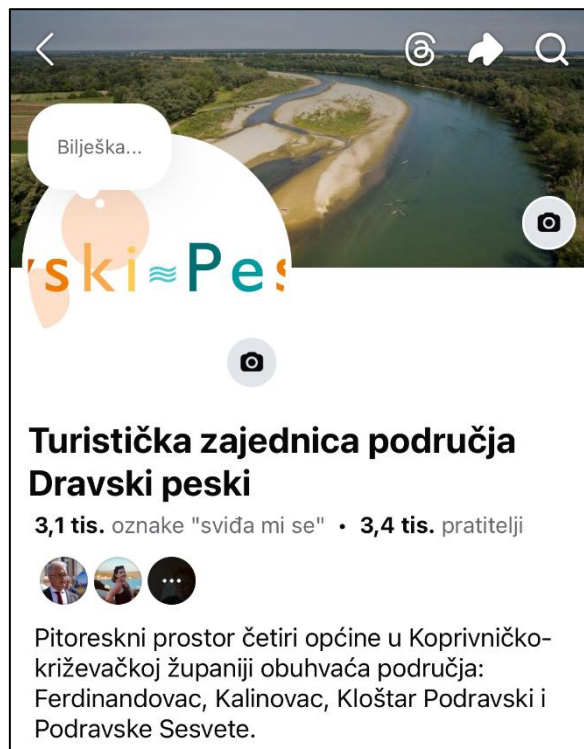 Bilješka...
ski≈Pes
Turistička zajednica područja
Dravski peski
3,1 tis. oznake "sviđa mi se" • 3,4 tis. pratitelji
Pitoreskni prostor četiri općine u Koprivničko-
križevačkoj županiji obuhvaća područja:
Ferdinandovac, Kalinovac, Kloštar Podravski i
Podravske Sesvete.